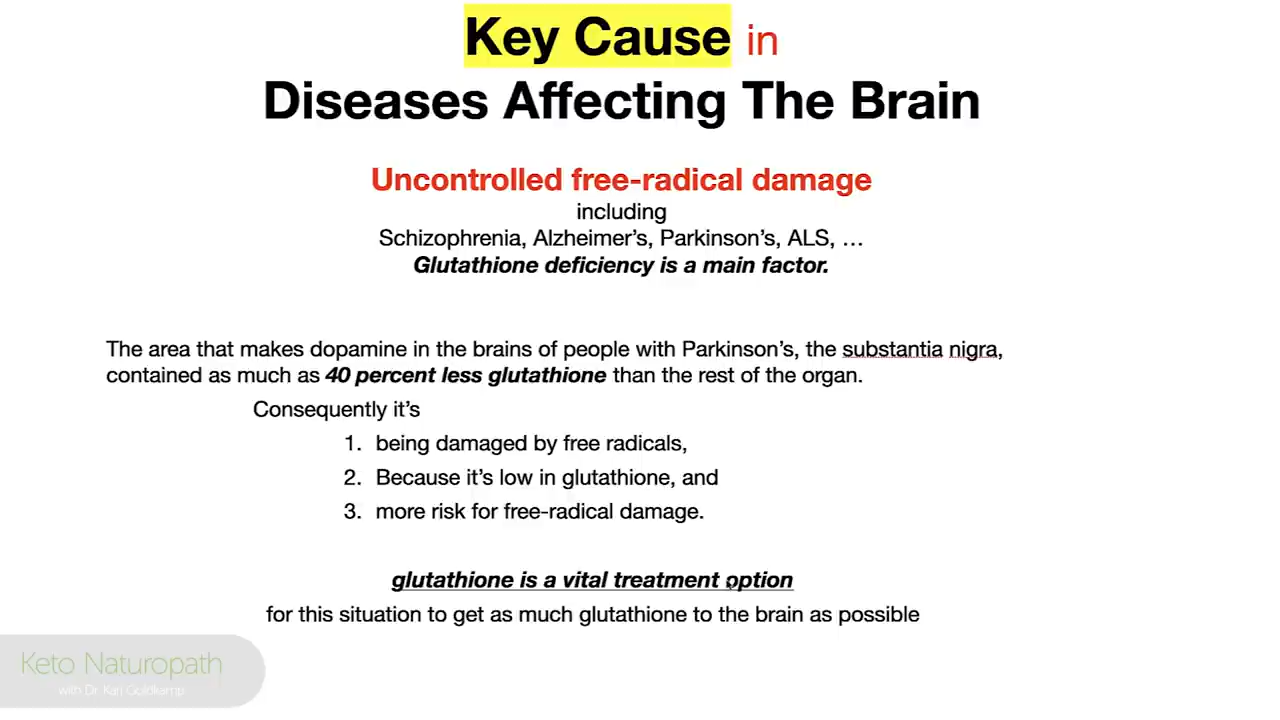 Key Cause in
Diseases Affecting The Brain
Uncontrolled free-radical damage
including
Schizophrenia, Alzheimer's, Parkinson's, ALS, …
Glutathione deficiency is a main factor.
The area that makes dopamine in the brains of people with Parkinson's, the substantia nigra,
contained as much as 40 percent less glutathione than the rest of the organ.
Consequently it's
1. being damaged by free radicals,
2. Because it's low in glutathione, and
3. more risk for free-radical damage.
glutathione is a vital treatment option
for this situation to get as much glutathione to the brain as possible
Keto Naturopath
with Dr. Karl Goldkamp